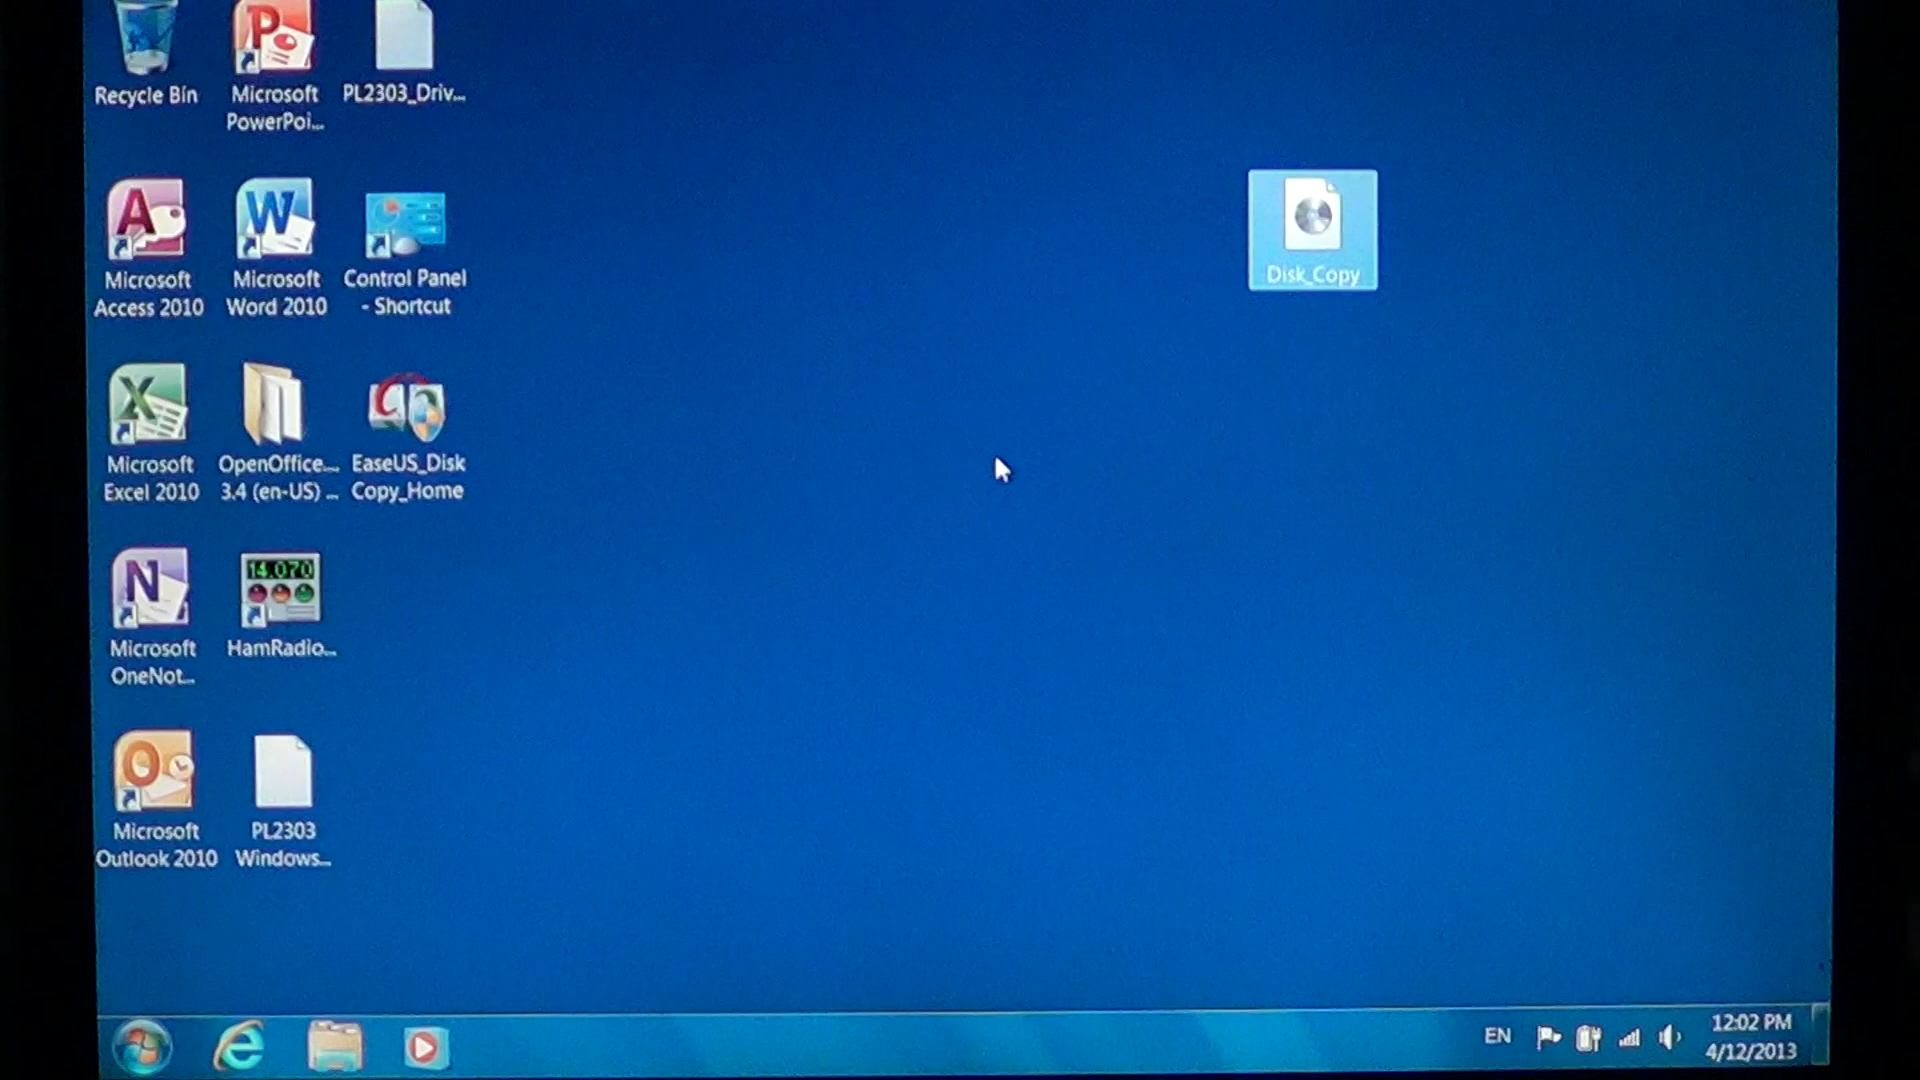 Recycle Bin
Microsoft
PowerPoi...
PL2303_Driv...
Microsoft
Access 2010
Microsoft
Word 2010
Control Panel
- Shortcut
Disk_Copy
Microsoft
Excel 2010
OpenOffice....
3.4 (en-US) ...
EaseUS_Disk
Copy_Home
Microsoft
OneNot...
14.070
HamRadio...
Microsoft
Outlook 2010
PL2303
Windows...
EN
12:02 PM
4/12/2013